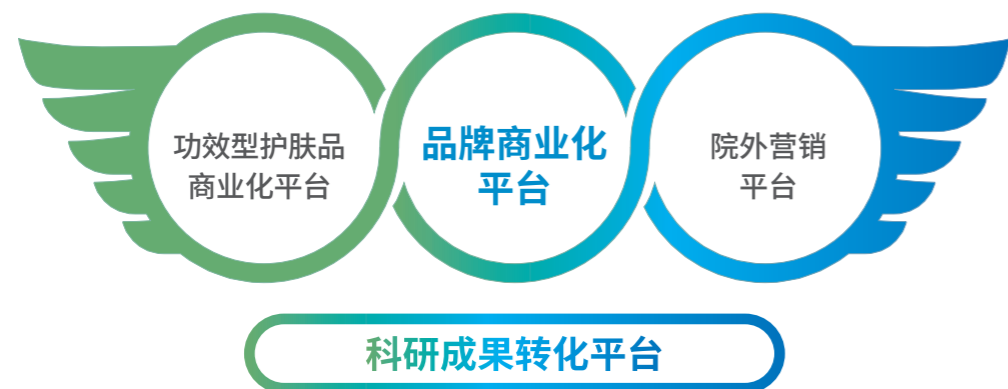 功效型护肤品
商业化平台
品牌商业化
平台
院外营销
平台
科研成果转化平台